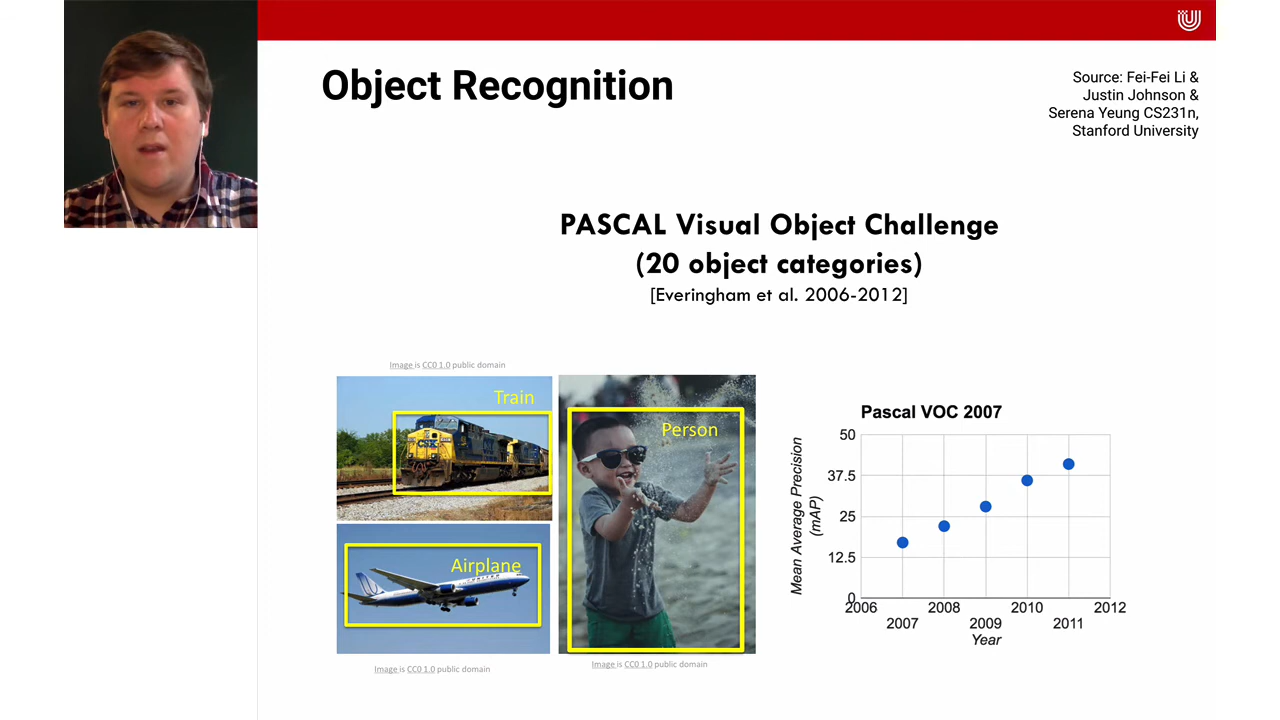 Object Recognition
Source: Fei-Fei Li &
Justin Johnson &
Serena Yeung CS231n,
Stanford University
PASCAL Visual Object Challenge
(20 object categories)
[Everingham et al. 2006-2012]
Image is CC0 1.0 public domain
Train
CSX
Person
Airplane
UNITED
Image is CC0 1.0 public domain
Image is CC0 1.0 public domain
Pascal VOC 2007
Mean Average Precision
(mAP)
50
37.5
25
12.5
0
2006
2008
2010
2012
2007
2009
2011
Year